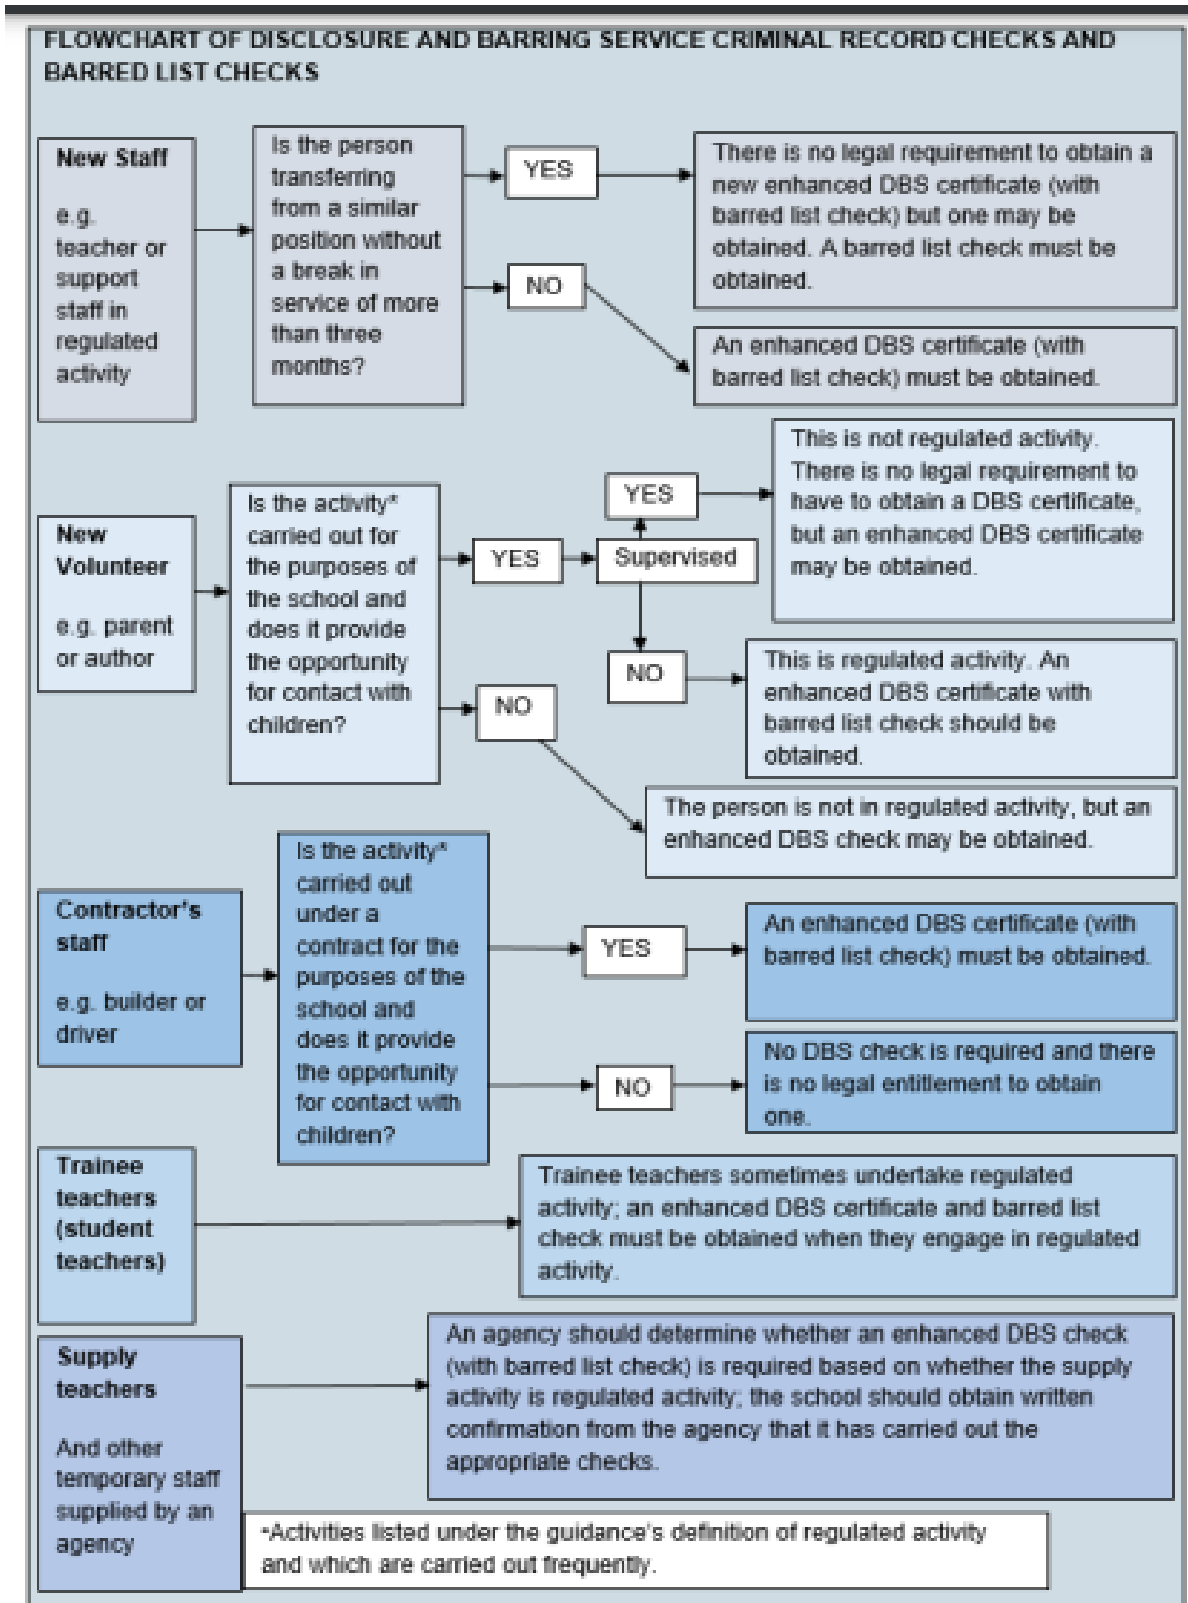 FLOWCHART OF DISCLOSURE AND BARRING SERVICE CRIMINAL RECORD CHECKS AND
BARRED LIST CHECKS
New Staff
e.g.
teacher or
support
staff in
regulated
activity
Is the person
transferring
from a similar
position without
a break in
service of more
than three
months?
YES
There is no legal requirement to obtain a
new enhanced DBS certificate (with
barred list check) but one may be
obtained. A barred list check must be
obtained.
NO
An enhanced DBS certificate (with
barred list check) must be obtained.
New
Volunteer
e.g. parent
or author
Is the activity*
carried out for
the purposes of
the school and
does it provide
the opportunity
for contact with
children?
YES
Supervised
YES
This is not regulated activity.
There is no legal requirement to
have to obtain a DBS certificate,
but an enhanced DBS certificate
may be obtained.
NO
This is regulated activity. An
enhanced DBS certificate with
barred list check should be
obtained.
NO
The person is not in regulated activity, but an
enhanced DBS check may be obtained.
Contractor's
staff
e.g. builder or
driver
Is the activity*
carried out
under a
contract for the
purposes of the
school and
does it provide
the opportunity
for contact with
children?
YES
An enhanced DBS certificate (with
barred list check) must be obtained.
NO
No DBS check is required and there
is no legal entitlement to obtain
one.
Trainee
teachers
(student
teachers)
Trainee teachers sometimes undertake regulated
activity; an enhanced DBS certificate and barred list
check must be obtained when they engage in regulated
activity.
Supply
teachers
And other
temporary staff
supplied by an
agency
An agency should determine whether an enhanced DBS check
(with barred list check) is required based on whether the supply
activity is regulated activity; the school should obtain written
confirmation from the agency that it has carried out the
appropriate checks.
*Activities listed under the guidance's definition of regulated activity
and which are carried out frequently.